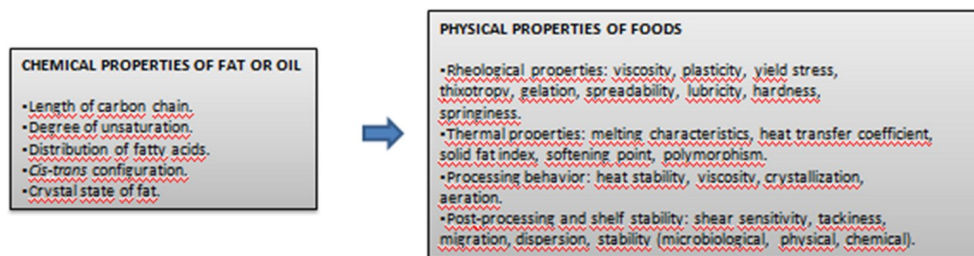 CHEMICAL PROPERTIES OF FAT OR OIL
•Length of carbon chain.
•Degree of unsaturation.
•Distribution of fatty acids.
•Cis-trans configuration.
•Crystal state of fat.
PHYSICAL PROPERTIES OF FOODS
•Rheological properties: viscosity, plasticity, yield stress,
thixotropy, gelation, spreadability, lubricity, hardness,
springiness.
•Thermal properties: melting characteristics, heat transfer coefficient,
solid fat index, softening point, polymorphism.
•Processing behavior: heat stability, viscosity, crystallization,
aeration.
•Post-processing and shelf stability: shear sensitivity, tackiness,
migration, dispersion, stability (microbiological, physical, chemical).